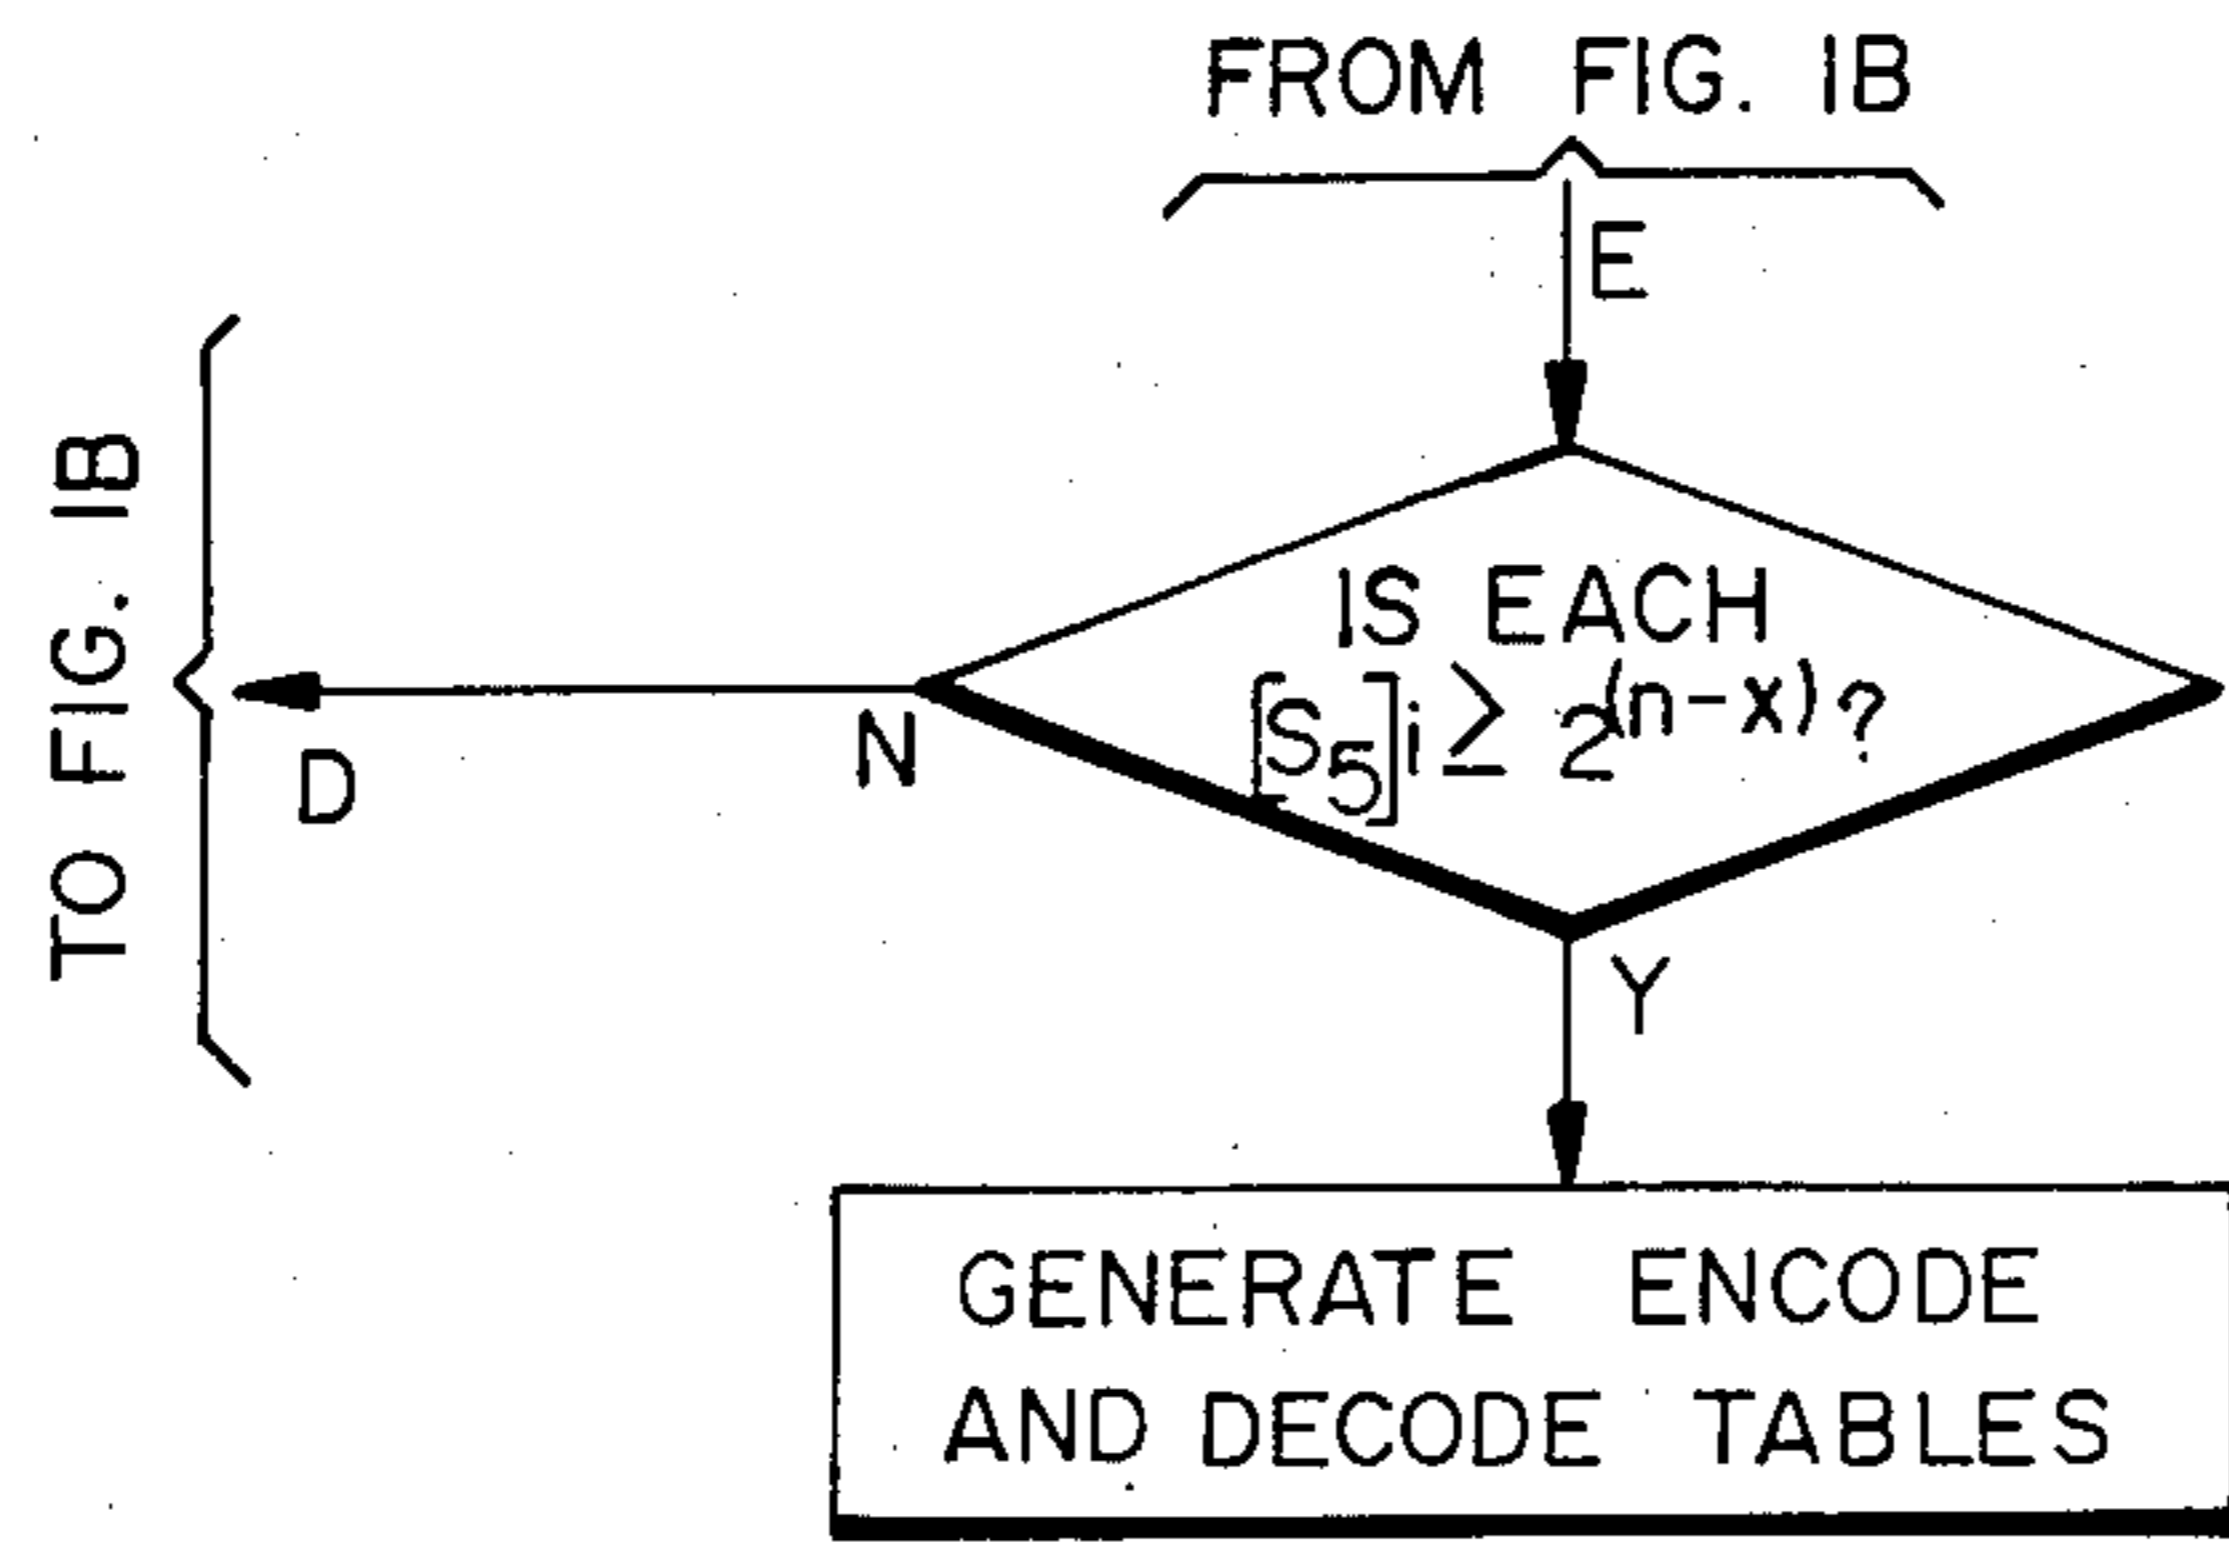 FROM FIG. 1B
E
IS EACH
[S₅]i ≥ 2⁽ⁿ⁻ˣ⁾?
N
D
TO FIG. 1B
Y
GENERATE ENCODE
AND DECODE TABLES